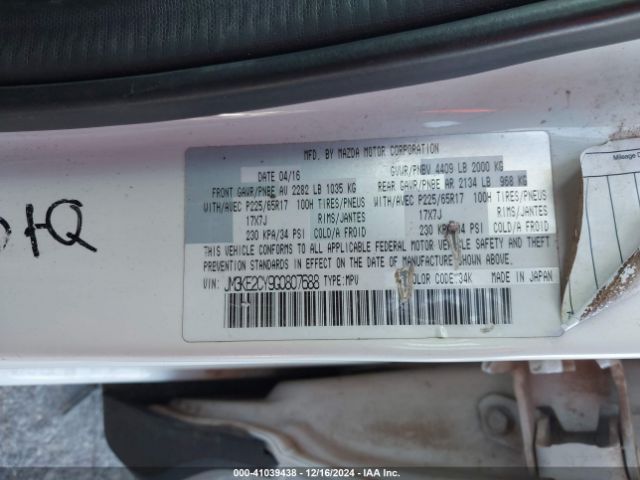 MFD. BY MAZDA MOTOR CORPORATION
DATE 04/16 GVWR/PNBV 4409 LB 2000 KG
FRONT GAWR/PNBE AV 2282 LB 1035 KG REAR GAWR/PNBE AR 2134 LB 968 KG
WITH/AVEC P225/65R17 100H TIRES/PNEUS WITH/AVEC P225/65R17 100H TIRES/PNEUS
17X7J RIMS/JANTES 17X7J RIMS/JANTES
230 KPA/34 PSI COLD/A FROID 230 KPA/34 PSI COLD/A FROID
THIS VEHICLE CONFORMS TO ALL APPLICABLE FEDERAL MOTOR VEHICLE SAFETY AND THEFT
PREVENTION STANDARDS IN EFFECT ON THE DATE OF MANUFACTURE SHOWN ABOVE.
VIN: JM3KE2CY9G0807688 TYPE:MPV COLOR CODE:34K MADE IN JAPAN
Mileage
000-41039438 - 12/16/2024 - IAA Inc.